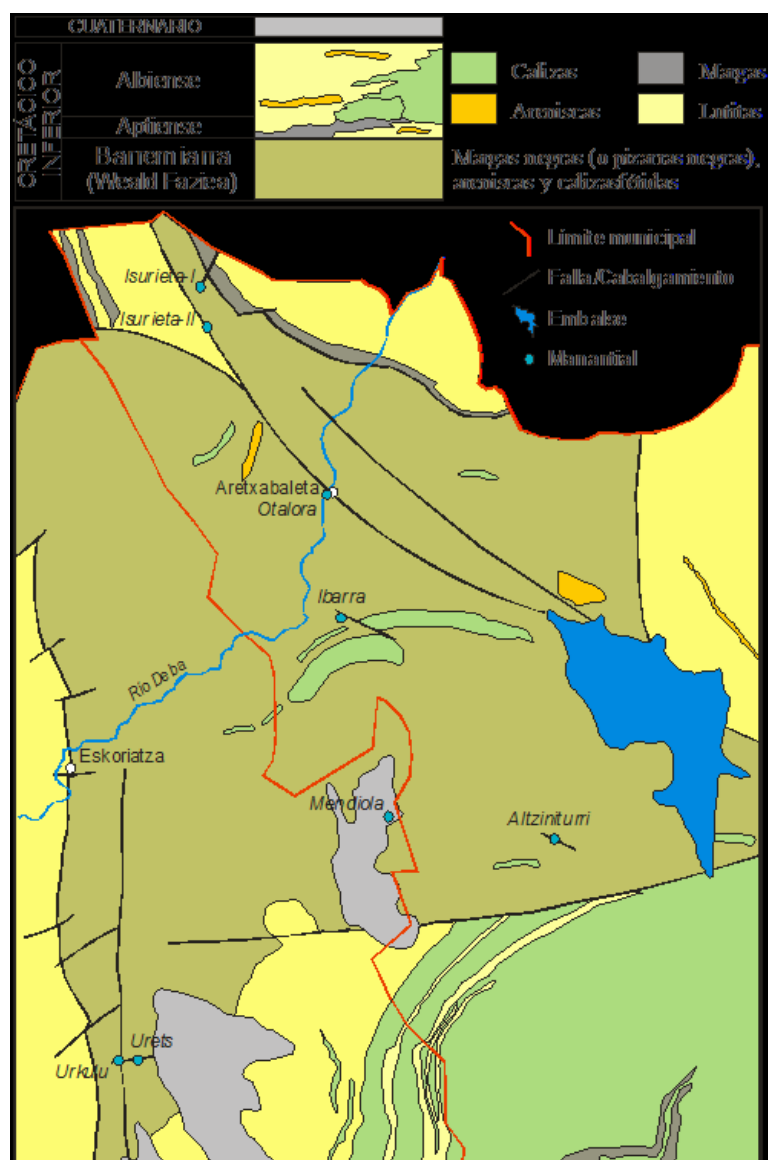 CUATERNARIO
CRETÁCICO
INFERIOR
Albiense
Aptiense
Barremiarra
(Weald Faziea)
Calizas
Margas
Areniscas
Lutitas
Margas negras (o pizarras negras),
areniscas y calizas fétidas
Límite municipal
Falla/Cabalgamiento
Embalse
Manantial
Isurieta-I
Isurieta-II
Aretxabaleta
Otalora
Ibarra
Río Deba
Eskoriatza
Mendiola
Altziniturri
Urets
Urkulu